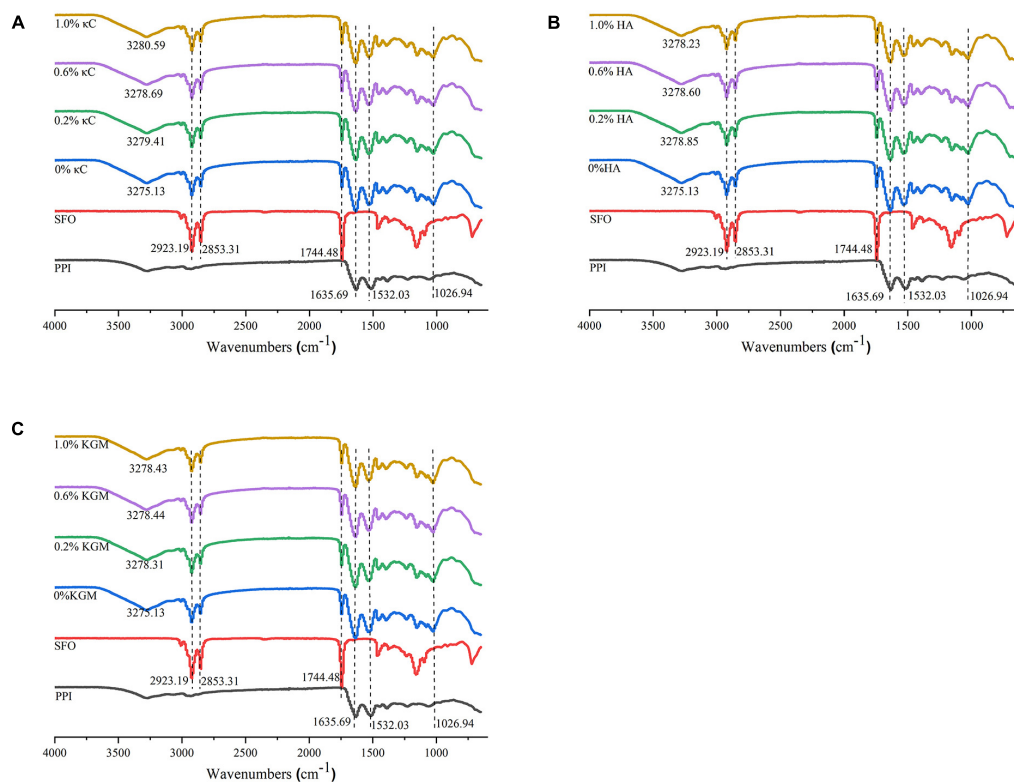 A
1.0% κC
3280.59
0.6% κC
3278.69
0.2% κC
3279.41
0% κC
3275.13
SFO
2923.19
2853.31
1744.48
PPI
1635.69
1532.03
1026.94
4000 3500 3000 2500 2000 1500 1000
Wavenumbers (cm-1)
B
1.0% HA
3278.23
0.6% HA
3278.60
0.2% HA
3278.85
0%HA
3275.13
SFO
2923.19
2853.31
1744.48
PPI
1635.69
1532.03
1026.94
4000 3500 3000 2500 2000 1500 1000
Wavenumbers (cm-1)
C
1.0% KGM
3278.43
0.6% KGM
3278.44
0.2% KGM
3278.31
0%KGM
3275.13
SFO
2923.19
2853.31
1744.48
PPI
1635.69
1532.03
1026.94
4000 3500 3000 2500 2000 1500 1000
Wavenumbers (cm-1)